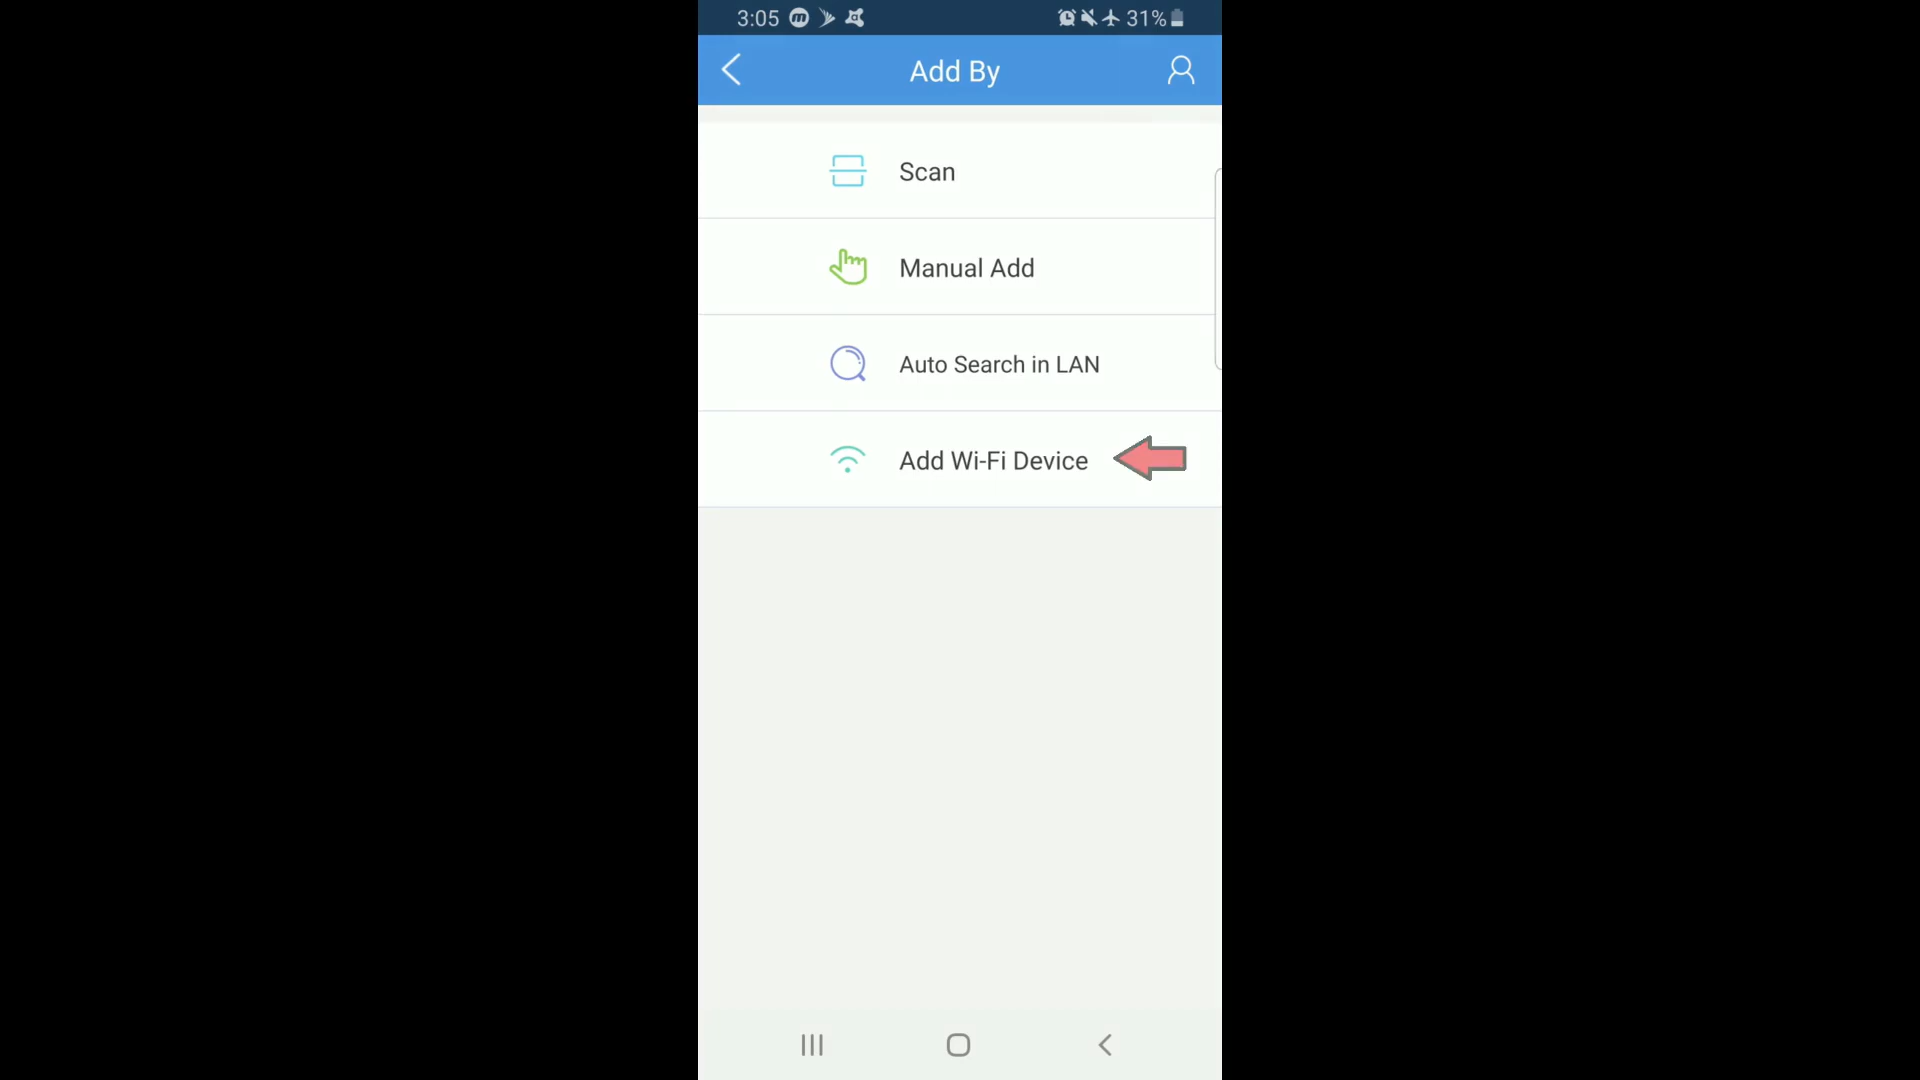 3:05 31%
Add By
Scan
Manual Add
Auto Search in LAN
Add Wi-Fi Device